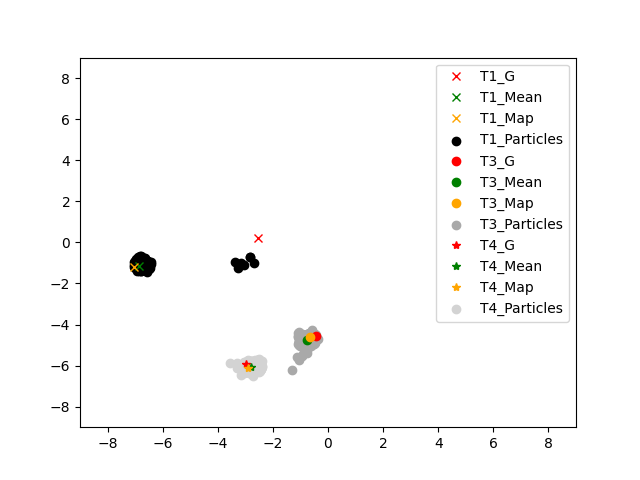 8
6
4
2
0
−2
−4
−6
−8
−8 −6 −4 −2 0 2 4 6 8
T1_G
T1_Mean
T1_Map
T1_Particles
T3_G
T3_Mean
T3_Map
T3_Particles
T4_G
T4_Mean
T4_Map
T4_Particles